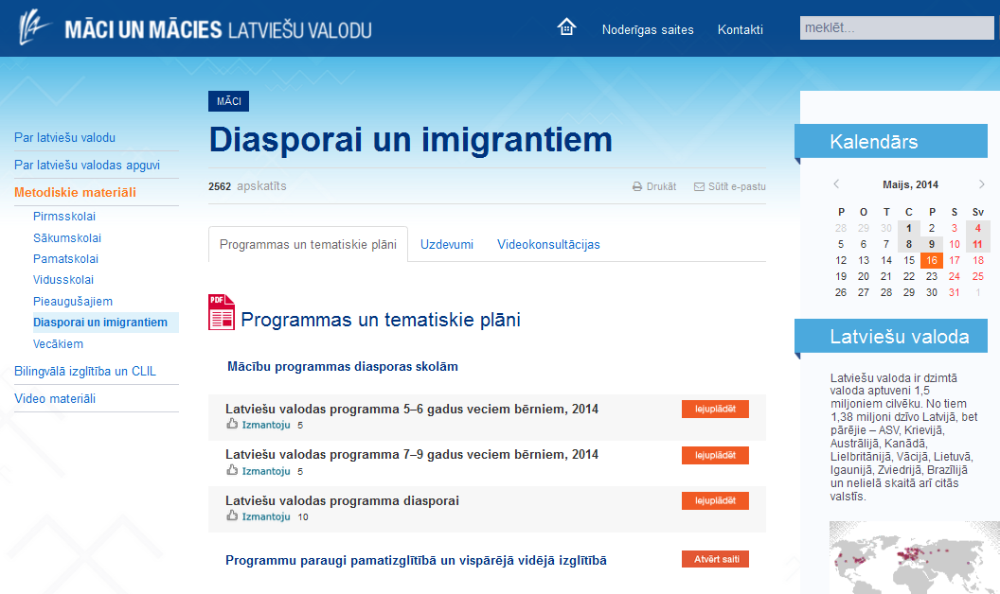 MĀCI UN MĀCIES LATVIEŠU VALODU
Noderīgas saites
Kontakti
meklēt...
MĀCI
Diasporai un imigrantiem
2562 apskatīts
Drukāt
Sūtīt e-pastu
Par latviešu valodu
Par latviešu valodas apguvi
Metodiskie materiāli
Pirmsskolai
Sākumskolai
Pamatskolai
Vidusskolai
Pieaugušajiem
Diasporai un imigrantiem
Vecākiem
Bilingvālā izglītība un CLIL
Video materiāli
Programmas un tematiskie plāni
Uzdevumi
Videokonsultācijas
PDF
Programmas un tematiskie plāni
Mācību programmas diasporas skolām
Latviešu valodas programma 5–6 gadus veciem bērniem, 2014
Izmantoju 5
Lejuplādēt
Latviešu valodas programma 7–9 gadus veciem bērniem, 2014
Izmantoju 5
Lejuplādēt
Latviešu valodas programma diasporai
Izmantoju 10
Lejuplādēt
Programmu paraugi pamatizglītībā un vispārējā vidējā izglītībā
Atvērt saiti
Kalendārs
Maijs, 2014
P O T C P S Sv
28 29 30 1 2 3 4
5 6 7 8 9 10 11
12 13 14 15 16 17 18
19 20 21 22 23 24 25
26 27 28 29 30 31 1
Latviešu valoda
Latviešu valoda ir dzimtā
valoda aptuveni 1,5
miljoniem cilvēku. No tiem
1,38 miljoni dzīvo Latvijā, bet
pārējie – ASV, Krievijā,
Austrālijā, Kanādā,
Lielbritānijā, Vācijā, Lietuvā,
Igaunijā, Zviedrijā, Brazīlijā
un nelielā skaitā arī citās
valstīs.